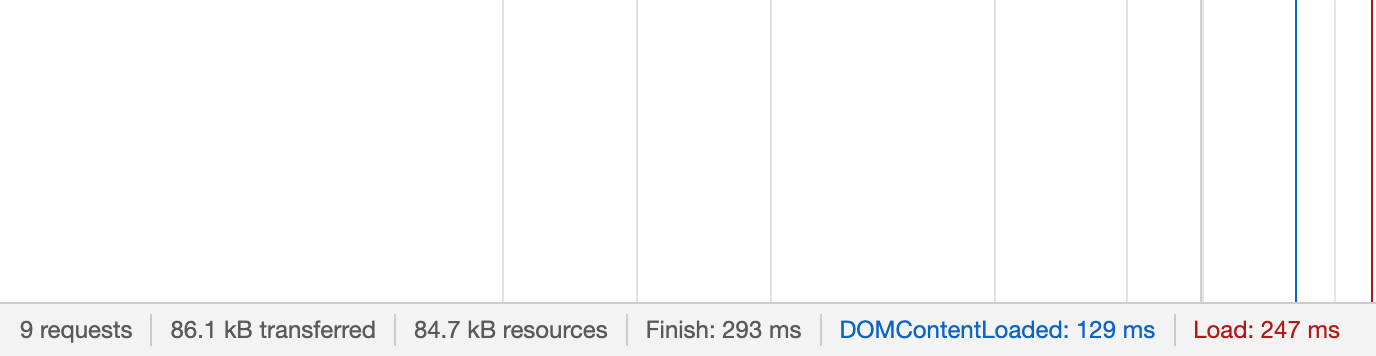 9 requests 86.1 kB transferred 84.7 kB resources Finish: 293 ms DOMContentLoaded: 129 ms Load: 247 ms